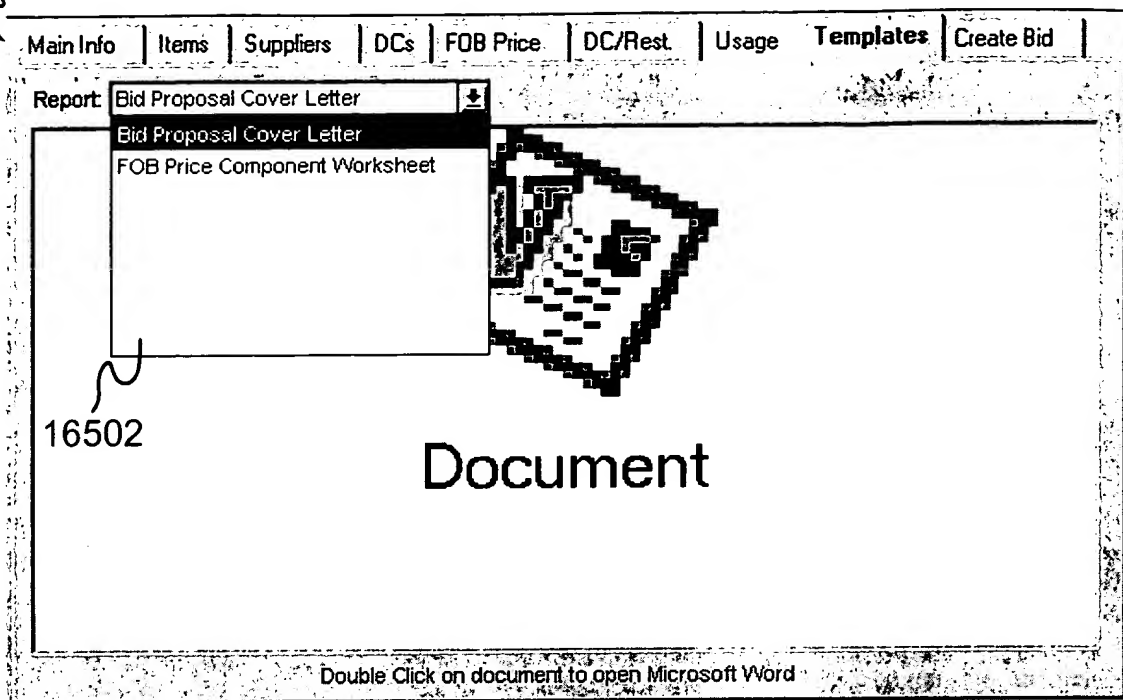 Main Info Items Suppliers DCs FOB Price DC/Rest. Usage Templates Create Bid
Report: Bid Proposal Cover Letter
Bid Proposal Cover Letter
FOB Price Component Worksheet
16502
Document
Double Click on document to open Microsoft Word